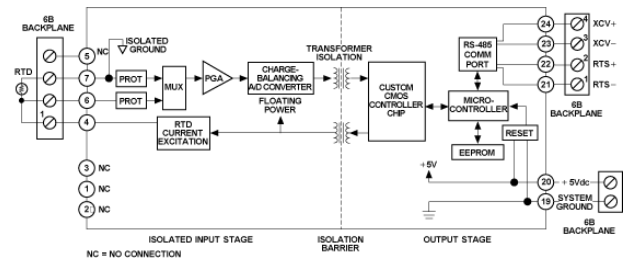 6B
BACKPLANE
5
NC
ISOLATED
GROUND
RTD
7
PROT
6
PROT
MUX
PGA
CHARGE-
BALANCING
A/D CONVERTER
TRANSFORMER
ISOLATION
FLOATING
POWER
1
4
RTD
CURRENT
EXCITATION
3
NC
1
NC
2
NC
CUSTOM
CMOS
CONTROLLER
CHIP
RS-485
COMM
PORT
MICRO-
CONTROLLER
RESET
EEPROM
+5V
24
4
XCV+
23
3
XCV–
22
2
RTS+
21
1
RTS–
6B
BACKPLANE
20
+5Vdc
19
SYSTEM
GROUND
6B
BACKPLANE
ISOLATED INPUT STAGE
ISOLATION
BARRIER
OUTPUT STAGE
NC = NO CONNECTION